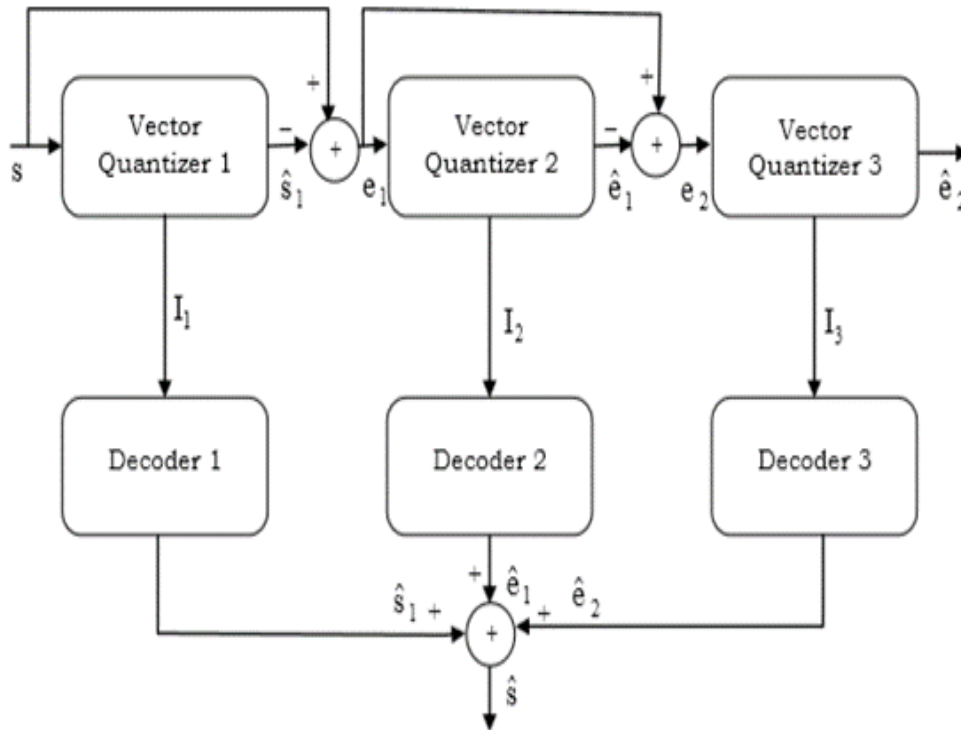 +
+
Vector
Quantizer 1
−
+
Vector
Quantizer 2
−
+
Vector
Quantizer 3
s
ŝ₁
e₁
ê₁
e₂
ê₂
I₁
I₂
I₃
Decoder 1
Decoder 2
Decoder 3
+
ê₁
ê₂
ŝ₁ +
+
+
ŝ